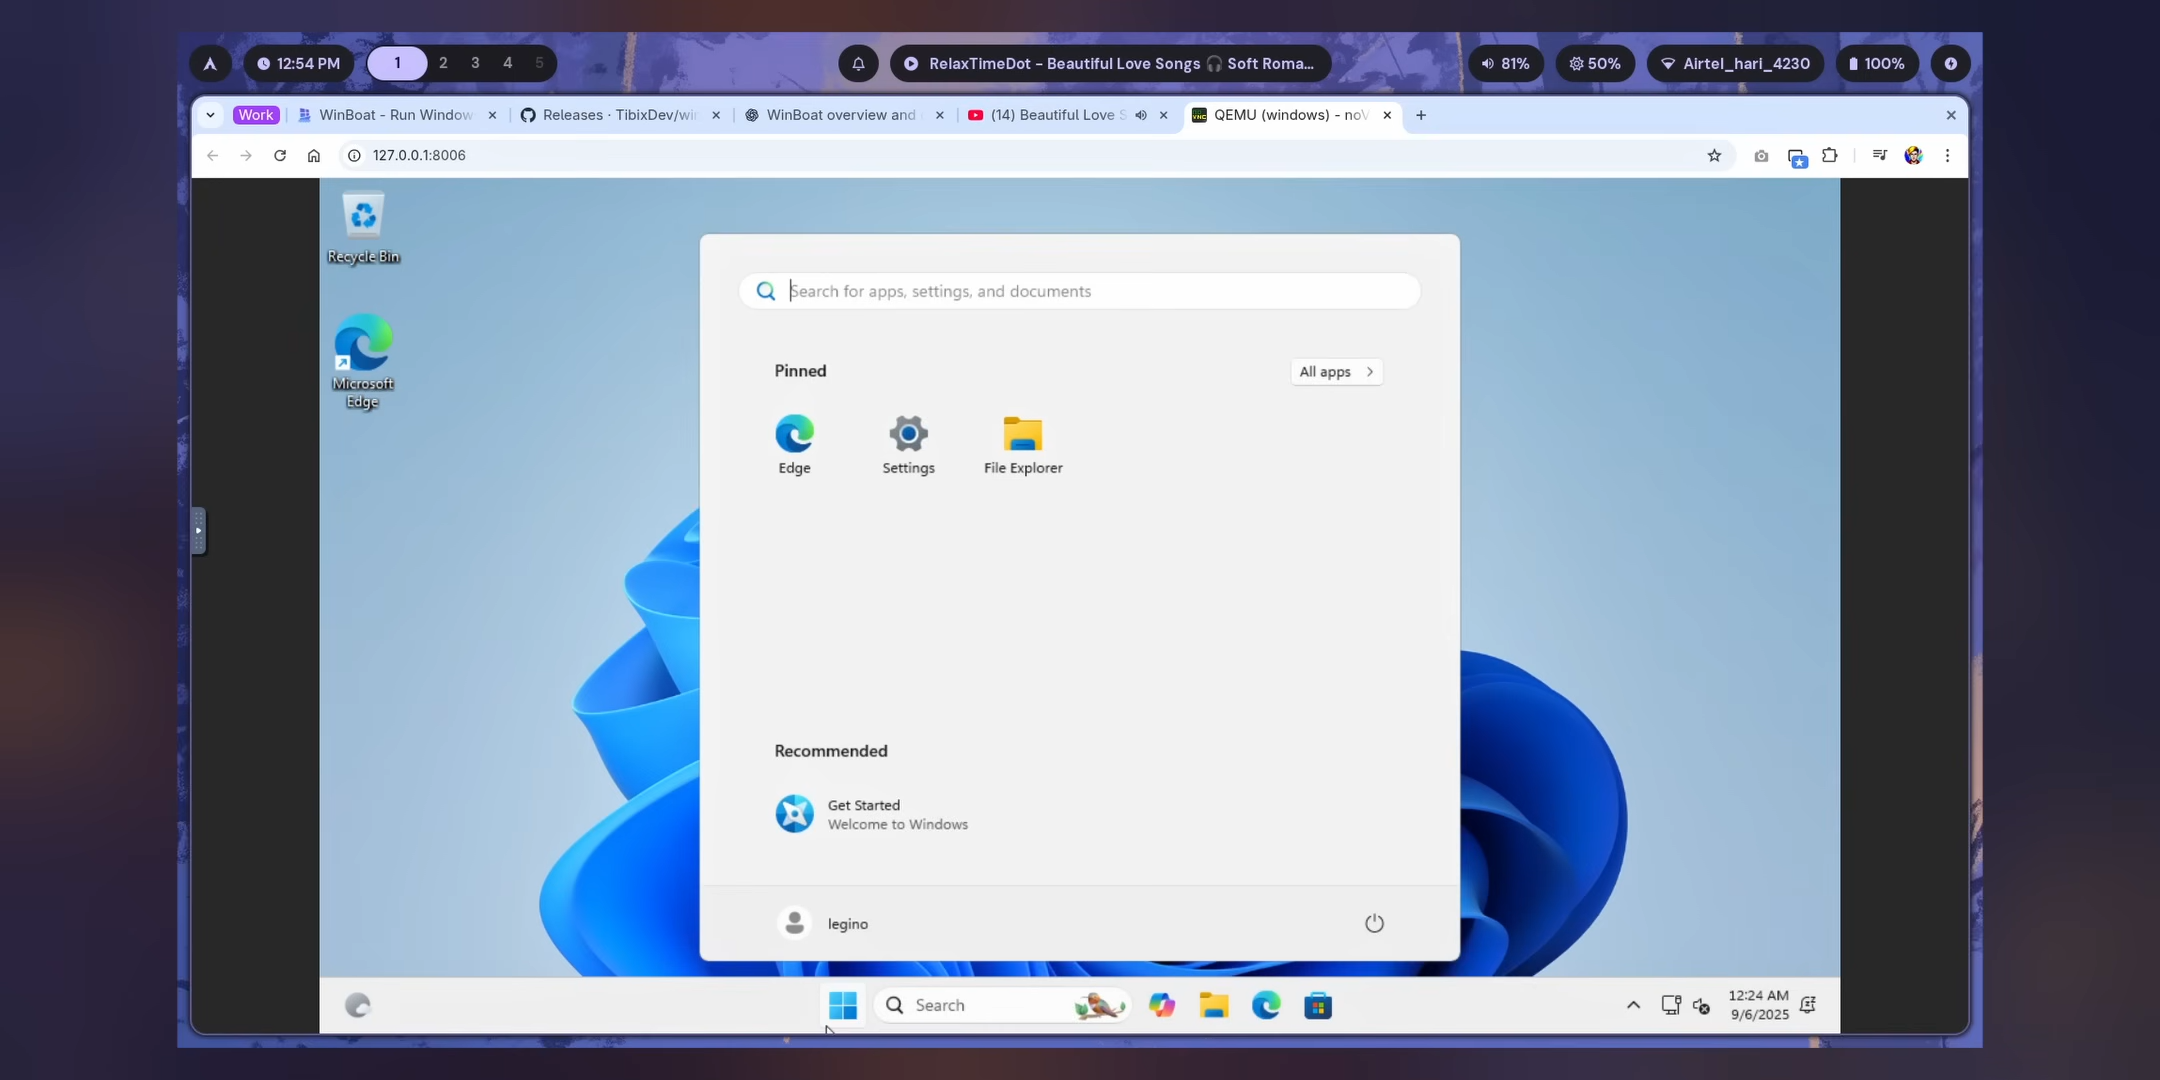 12:54 PM
1 2 3 4 5
RelaxTimeDot - Beautiful Love Songs 🎧 Soft Roma...
81%
50%
Airtel_hari_4230
100%
Work
WinBoat - Run Window
Releases · TibixDev/wi
WinBoat overview and
(14) Beautiful Love S
QEMU (windows) - noV
127.0.0.1:8006
Recycle Bin
Microsoft
Edge
Search for apps, settings, and documents
Pinned
All apps
Edge
Settings
File Explorer
Recommended
Get Started
Welcome to Windows
legino
Search
12:24 AM
9/6/2025